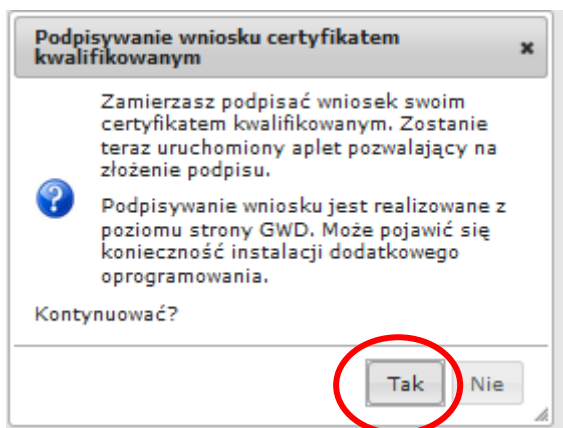 Podpisywanie wniosku certyfikatem
kwalifikowanym
Zamierzasz podpisać wniosek swoim
certyfikatem kwalifikowanym. Zostanie
teraz uruchomiony aplet pozwalający na
złożenie podpisu.
Podpisywanie wniosku jest realizowane z
poziomu strony GWD. Może pojawić się
konieczność instalacji dodatkowego
oprogramowania.
Kontynuować?
Tak Nie